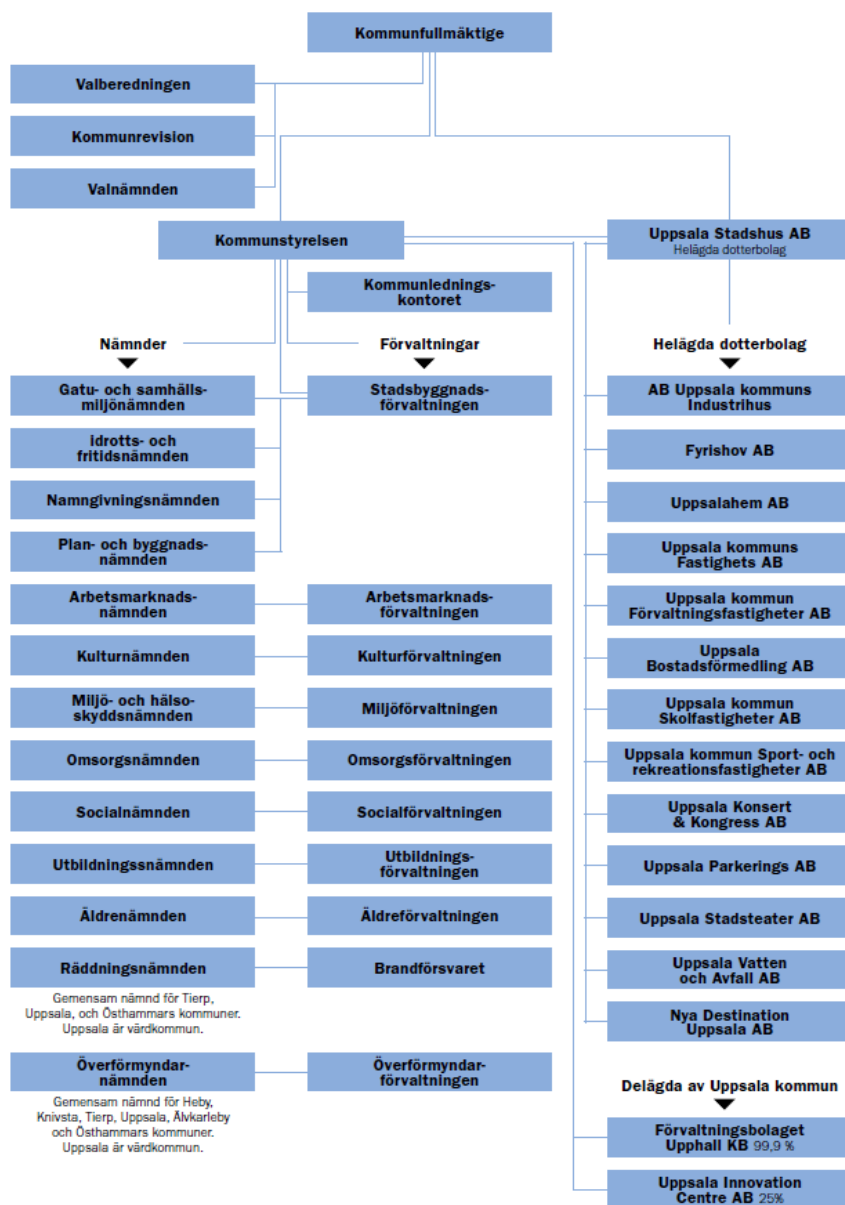 Kommunfullmäktige
Valberedningen
Kommunrevision
Valnämnden
Kommunstyrelsen
Uppsala Stadshus AB
Helägda dotterbolag
Kommunlednings-
kontoret
Nämnder
Förvaltningar
Helägda dotterbolag
Gatu- och samhälls-
miljönämnden
Stadsbyggnads-
förvaltningen
AB Uppsala kommuns
Industrihus
idrotts- och
fritidsnämnden
Fyrishov AB
Namngivningsnämnden
Uppsalahem AB
Plan- och byggnads-
nämnden
Uppsala kommuns
Fastighets AB
Arbetsmarknads-
nämnden
Arbetsmarknads-
förvaltningen
Uppsala kommun
Förvaltningsfastigheter AB
Kulturnämnden
Kulturförvaltningen
Uppsala
Bostadsförmedling AB
Miljö- och hälso-
skyddsnämnden
Miljöförvaltningen
Uppsala kommun
Skolfastigheter AB
Omsorgsnämnden
Omsorgsförvaltningen
Uppsala kommun Sport- och
rekreationsfastigheter AB
Socialnämnden
Socialförvaltningen
Uppsala Konsert
& Kongress AB
Utbildningssnämnden
Utbildnings-
förvaltningen
Uppsala Parkerings AB
Äldrenämnden
Äldreförvaltningen
Uppsala Stadsteater AB
Räddningsnämnden
Brandförsvaret
Uppsala Vatten
och Avfall AB
Gemensam nämnd för Tierp,
Uppsala, och Östhammars kommuner.
Uppsala är värdkommun.
Nya Destination
Uppsala AB
Överförmyndar-
nämnden
Överförmyndar-
förvaltningen
Gemensam nämnd för Heby,
Knivsta, Tierp, Uppsala, Älvkarleby
och Östhammars kommuner.
Uppsala är värdkommun.
Delägda av Uppsala kommun
Förvaltningsbolaget
Upphall KB 99,9 %
Uppsala Innovation
Centre AB 25%